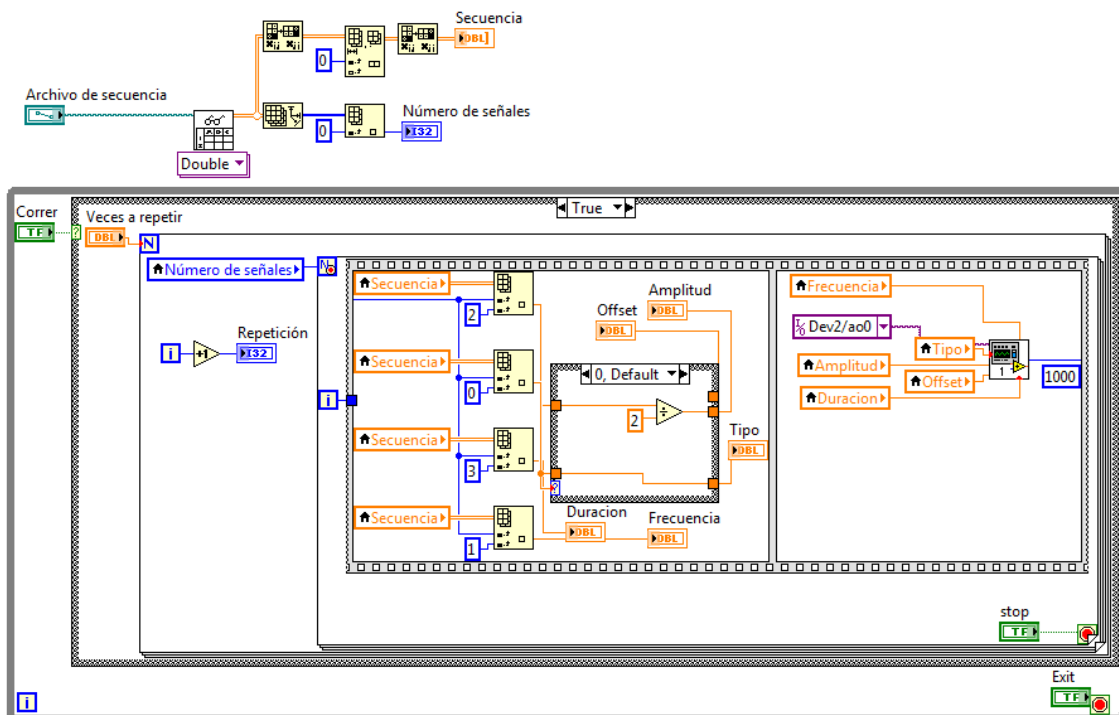 Secuencia
DBL]
0
Archivo de secuencia
Número de señales
0
I32
Double
True
Correr
TF
?
Veces a repetir
DBL
N
Número de señales
N
Secuencia
2
Amplitud
DBL
Offset
DBL
Frecuencia
Dev2/ao0
Tipo
1
1000
Amplitud
Offset
Duracion
Repetición
i
+1
I32
Secuencia
0
0, Default
2
÷
i
Tipo
DBL
Secuencia
3
?
Duracion
DBL
Frecuencia
DBL
Secuencia
1
stop
TF
Exit
TF
i